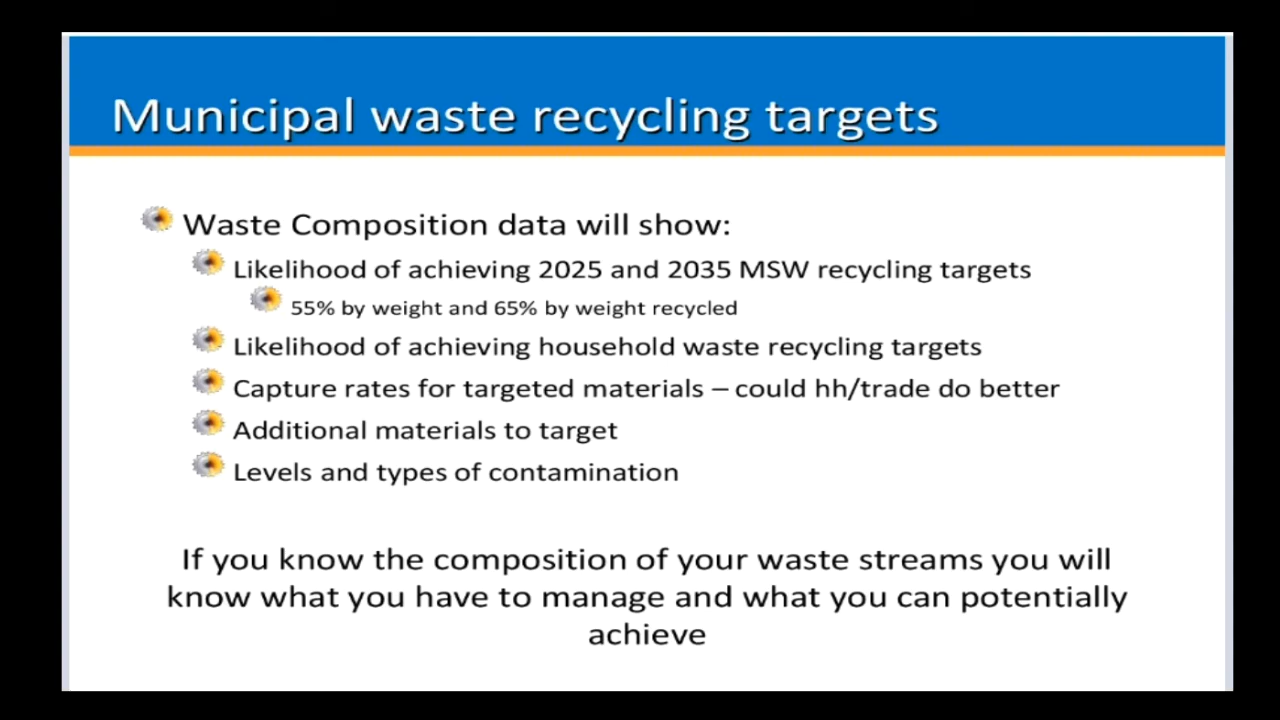 Municipal waste recycling targets
Waste Composition data will show:
Likelihood of achieving 2025 and 2035 MSW recycling targets
55% by weight and 65% by weight recycled
Likelihood of achieving household waste recycling targets
Capture rates for targeted materials – could hh/trade do better
Additional materials to target
Levels and types of contamination
If you know the composition of your waste streams you will
know what you have to manage and what you can potentially
achieve